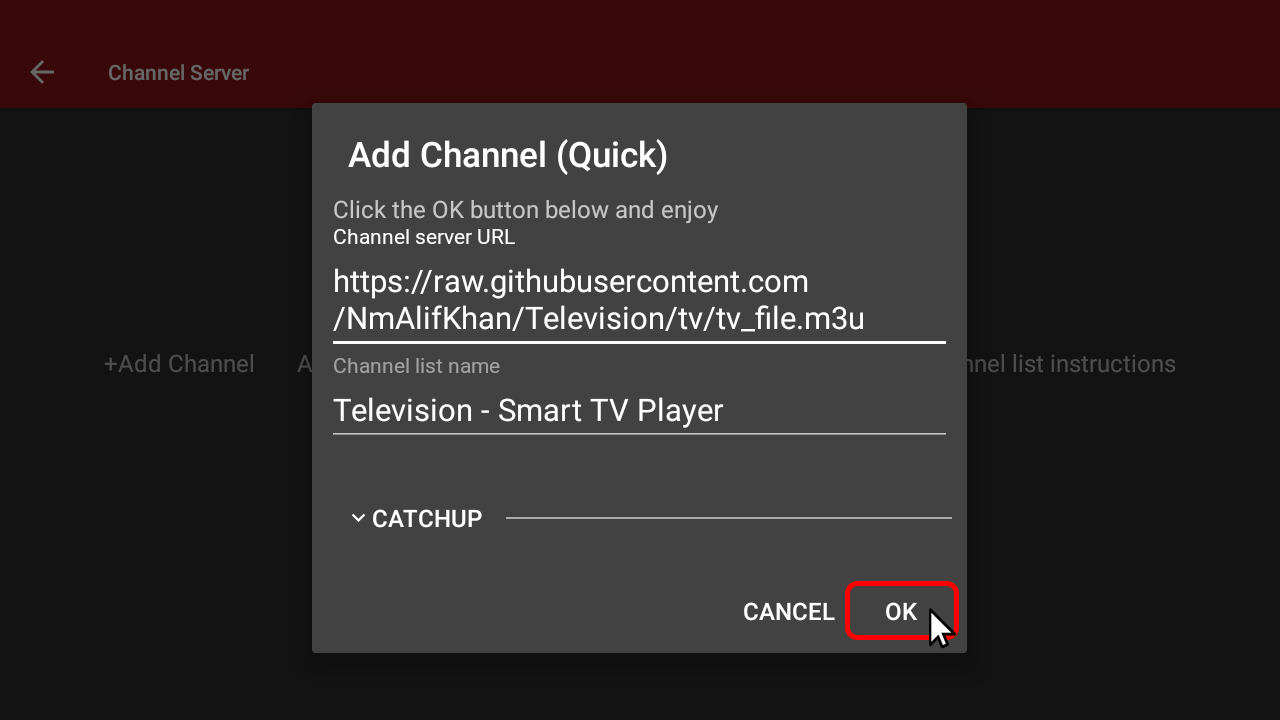 Channel Server
Add Channel (Quick)
Click the OK button below and enjoy
Channel server URL
https://raw.githubusercontent.com
/NmAlifKhan/Television/tv/tv_file.m3u
+Add Channel
Channel list name
nnel list instructions
Television - Smart TV Player
CATCHUP
CANCEL OK